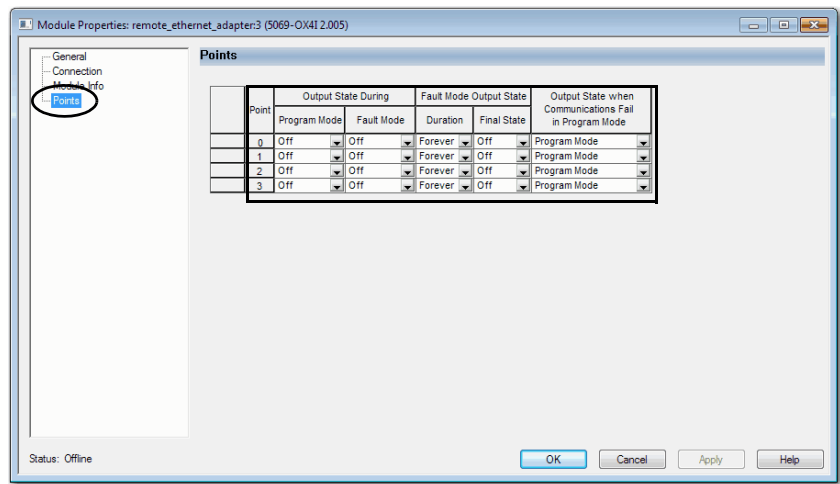 Module Properties: remote_ethernet_adapter:3 (5069-OX4I 2.005)
General
Connection
Module Info
Points
Points
Point
Output State During
Fault Mode Output State
Output State when
Communications Fail
in Program Mode
Program Mode Fault Mode Duration Final State
0 Off Off Forever Off Program Mode
1 Off Off Forever Off Program Mode
2 Off Off Forever Off Program Mode
3 Off Off Forever Off Program Mode
Status: Offline
OK Cancel Apply Help